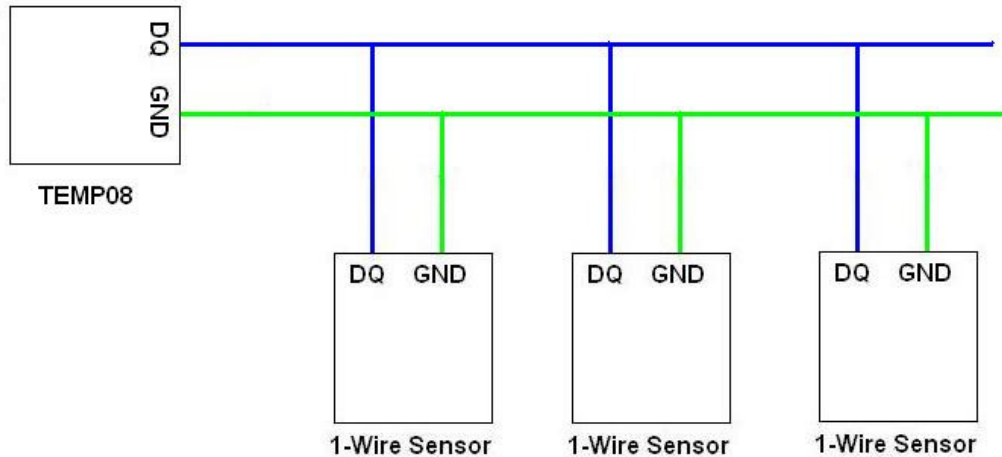 DQ
GND
TEMP08
DQ GND
DQ GND
DQ GND
1-Wire Sensor
1-Wire Sensor
1-Wire Sensor